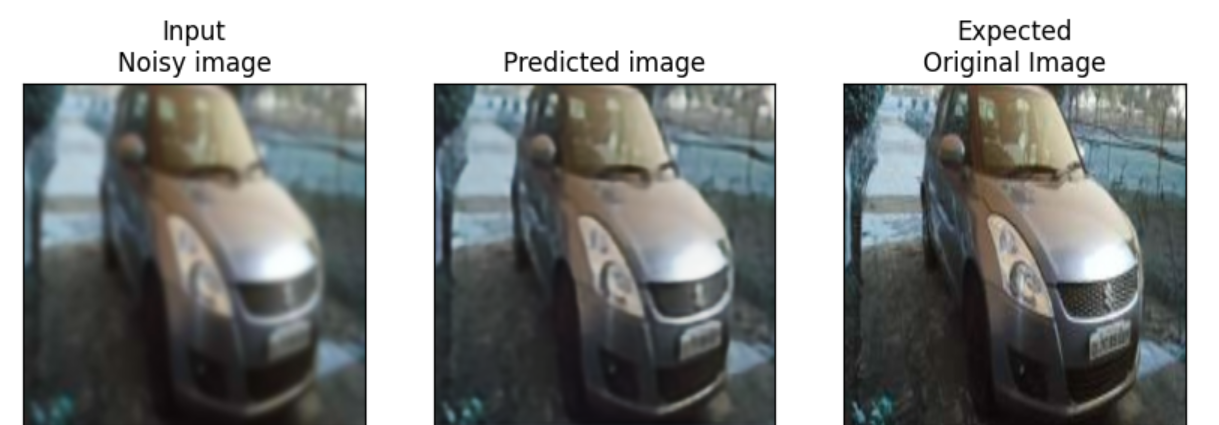 Input
Noisy image
Predicted image
Expected
Original Image